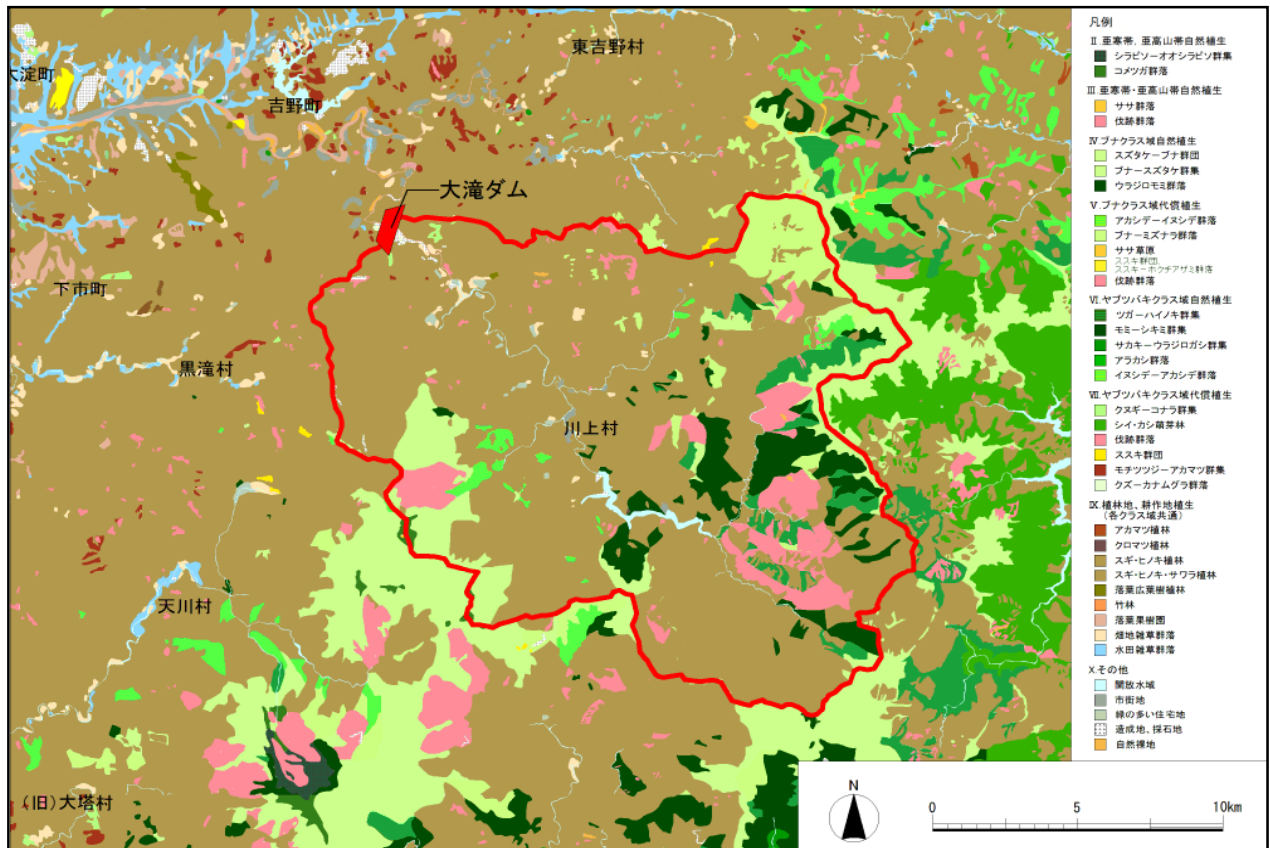 東吉野村
大淀町
吉野町
大滝ダム
下市町
黒滝村
川上村
天川村
(旧)大塔村
凡例
Ⅱ.亜寒帯、亜高山帯自然植生
シラビソーオオシラビソ群集
コメツガ群落
Ⅲ.亜寒帯・亜高山帯自然植生
ササ群落
伐跡群落
Ⅳ.ブナクラス域自然植生
スズタケーブナ群団
ブナースズタケ群集
ウラジロモミ群落
Ⅴ.ブナクラス域代償植生
アカシデーイヌシデ群落
ブナーミズナラ群落
ササ草原
ススキ群団、
ススキーホクチアザミ群落
伐跡群落
Ⅵ.ヤブツバキクラス域自然植生
ツガーハイノキ群集
モミーシキミ群集
サカキーウラジロガシ群集
アラカシ群落
イヌシデーアカシデ群落
Ⅶ.ヤブツバキクラス域代償植生
クヌギーコナラ群集
シイ・カシ萌芽林
伐跡群落
ススキ群団
モチツツジーアカマツ群集
クズーカナムグラ群落
Ⅸ.植林地、耕作地植生
(各クラス域共通)
アカマツ植林
クロマツ植林
スギ・ヒノキ植林
スギ・ヒノキ・サワラ植林
落葉広葉樹植林
竹林
落葉果樹園
畑地雑草群落
水田雑草群落
Ⅹ.その他
開放水域
市街地
緑の多い住宅地
造成地、採石地
自然裸地
N
0 5 10km